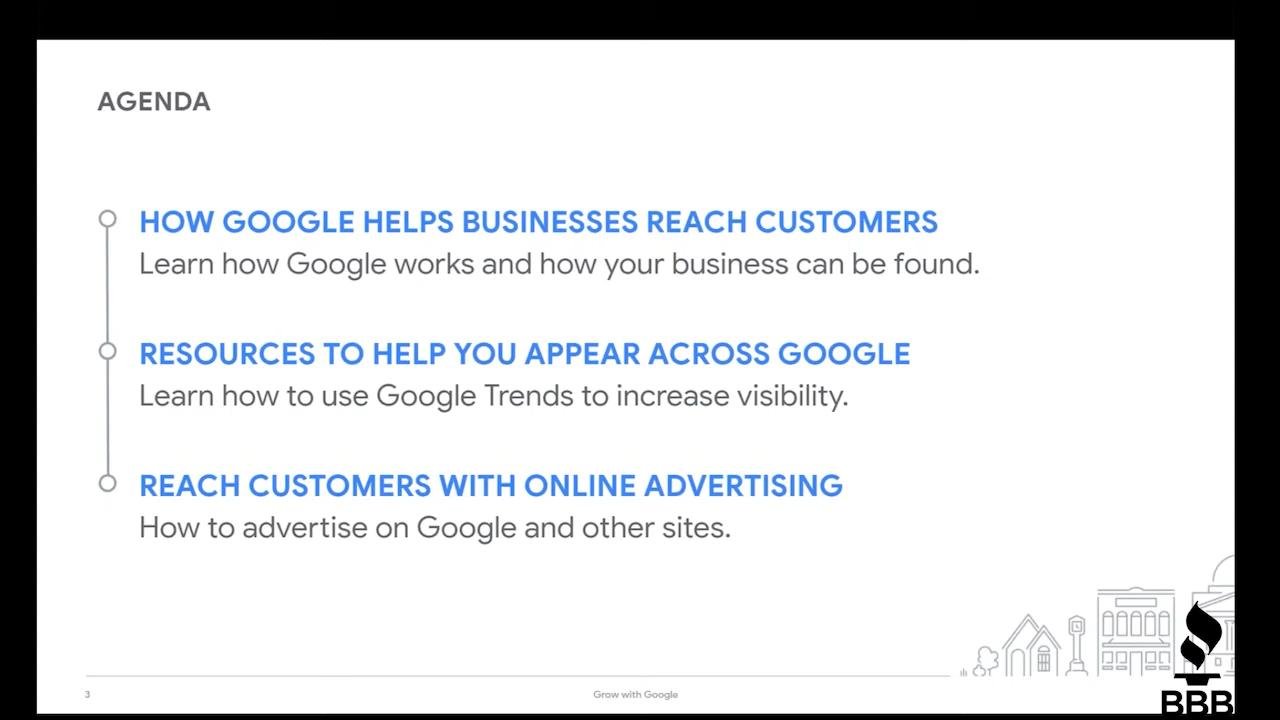 AGENDA
HOW GOOGLE HELPS BUSINESSES REACH CUSTOMERS
Learn how Google works and how your business can be found.
RESOURCES TO HELP YOU APPEAR ACROSS GOOGLE
Learn how to use Google Trends to increase visibility.
REACH CUSTOMERS WITH ONLINE ADVERTISING
How to advertise on Google and other sites.
3
Grow with Google
BBB